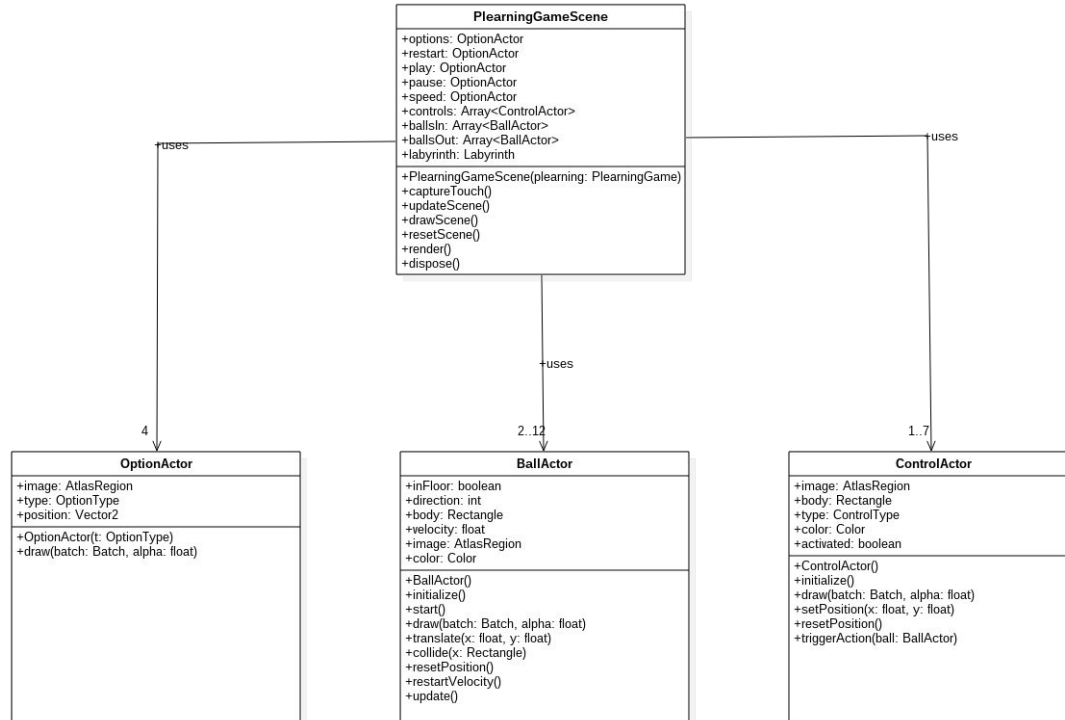 PlearningGameScene
+options: OptionActor
+restart: OptionActor
+play: OptionActor
+pause: OptionActor
+speed: OptionActor
+controls: Array<ControlActor>
+ballsIn: Array<BallActor>
+ballsOut: Array<BallActor>
+labyrinth: Labyrinth
+PlearningGameScene(plearning: PlearningGame)
+captureTouch()
+updateScene()
+drawScene()
+resetScene()
+render()
+dispose()
+uses
+uses
+uses
4
2..12
1..7
OptionActor
+image: AtlasRegion
+type: OptionType
+position: Vector2
+OptionActor(t: OptionType)
+draw(batch: Batch, alpha: float)
BallActor
+inFloor: boolean
+direction: int
+body: Rectangle
+velocity: float
+image: AtlasRegion
+color: Color
+BallActor()
+initialize()
+start()
+draw(batch: Batch, alpha: float)
+translate(x: float, y: float)
+collide(x: Rectangle)
+resetPosition()
+restartVelocity()
+update()
ControlActor
+image: AtlasRegion
+body: Rectangle
+type: ControlType
+color: Color
+activated: boolean
+ControlActor()
+initialize()
+draw(batch: Batch, alpha: float)
+setPosition(x: float, y: float)
+resetPosition()
+triggerAction(ball: BallActor)